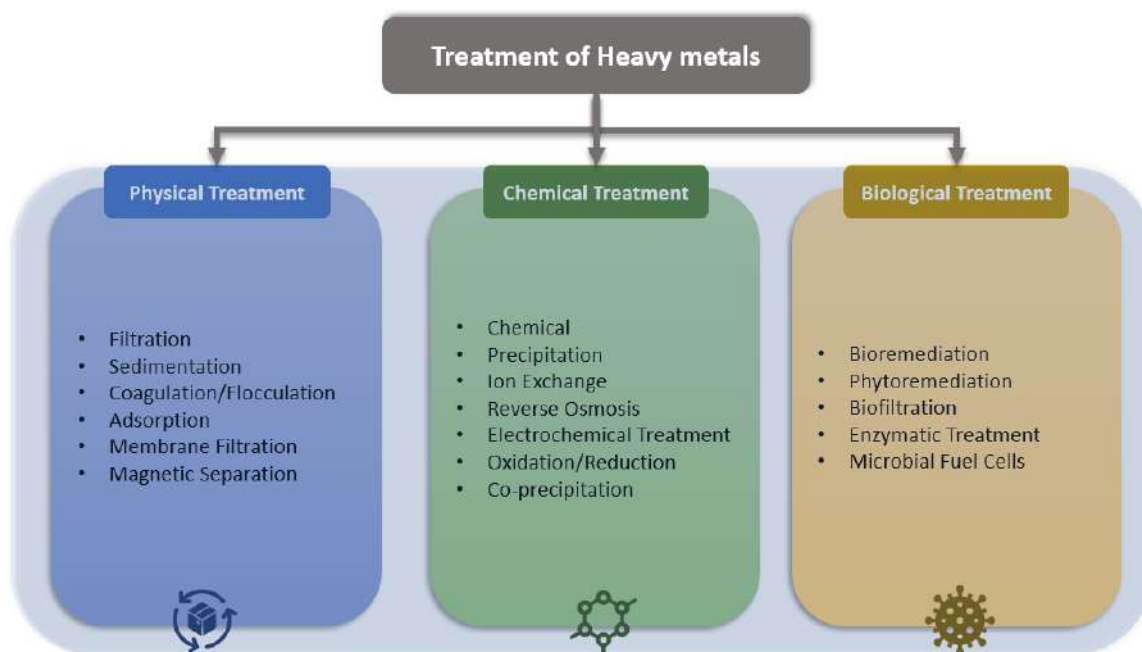 Treatment of Heavy metals
Physical Treatment
• Filtration
• Sedimentation
• Coagulation/Flocculation
• Adsorption
• Membrane Filtration
• Magnetic Separation
Chemical Treatment
• Chemical
• Precipitation
• Ion Exchange
• Reverse Osmosis
• Electrochemical Treatment
• Oxidation/Reduction
• Co-precipitation
Biological Treatment
• Bioremediation
• Phytoremediation
• Biofiltration
• Enzymatic Treatment
• Microbial Fuel Cells